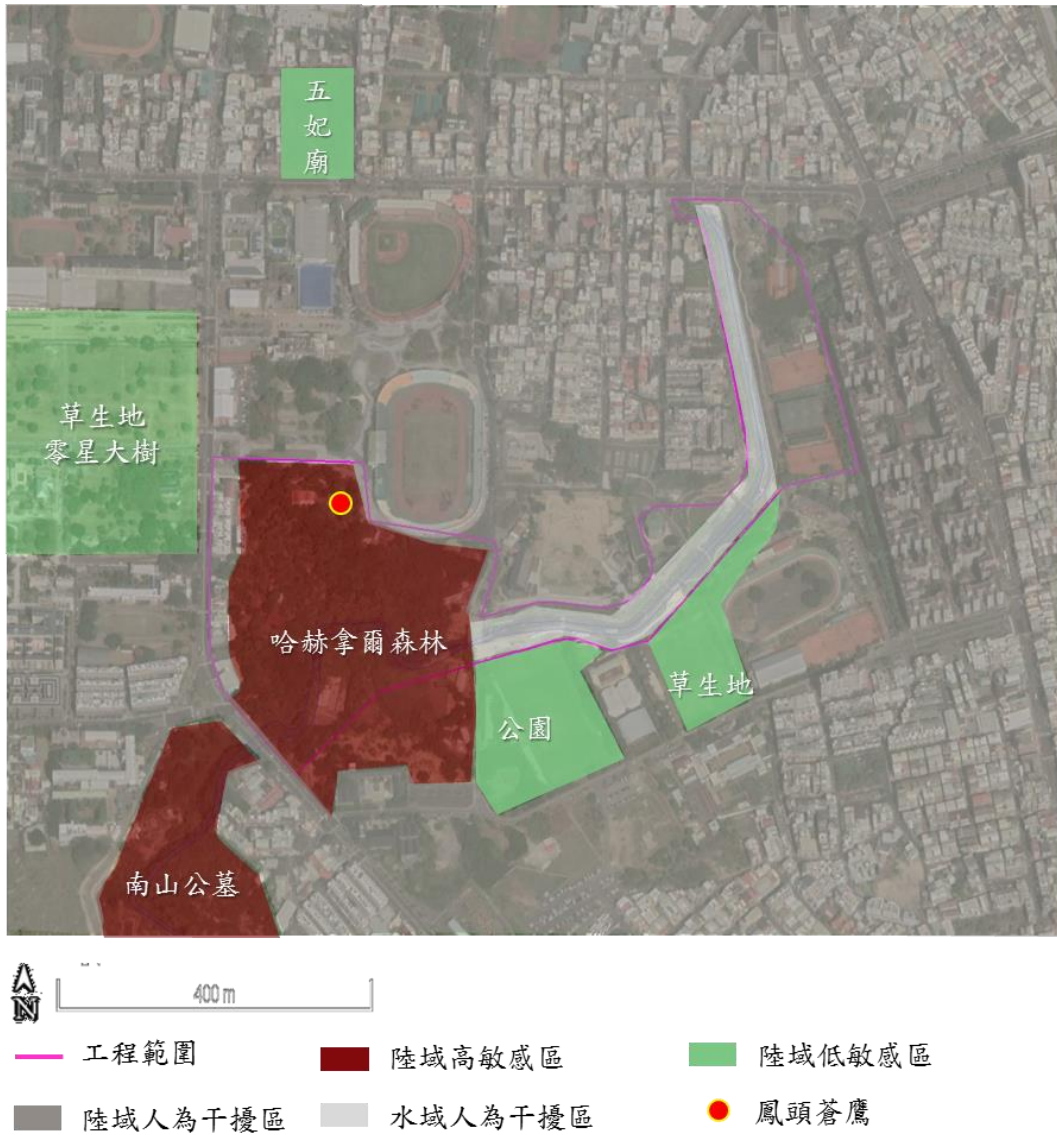 五
妃
廟
草生地
零星大樹
哈赫拿爾森林
草生地
公園
南山公墓
N
400 m
工程範圍
陸域高敏感區
陸域低敏感區
陸域人為干擾區
水域人為干擾區
鳳頭蒼鷹